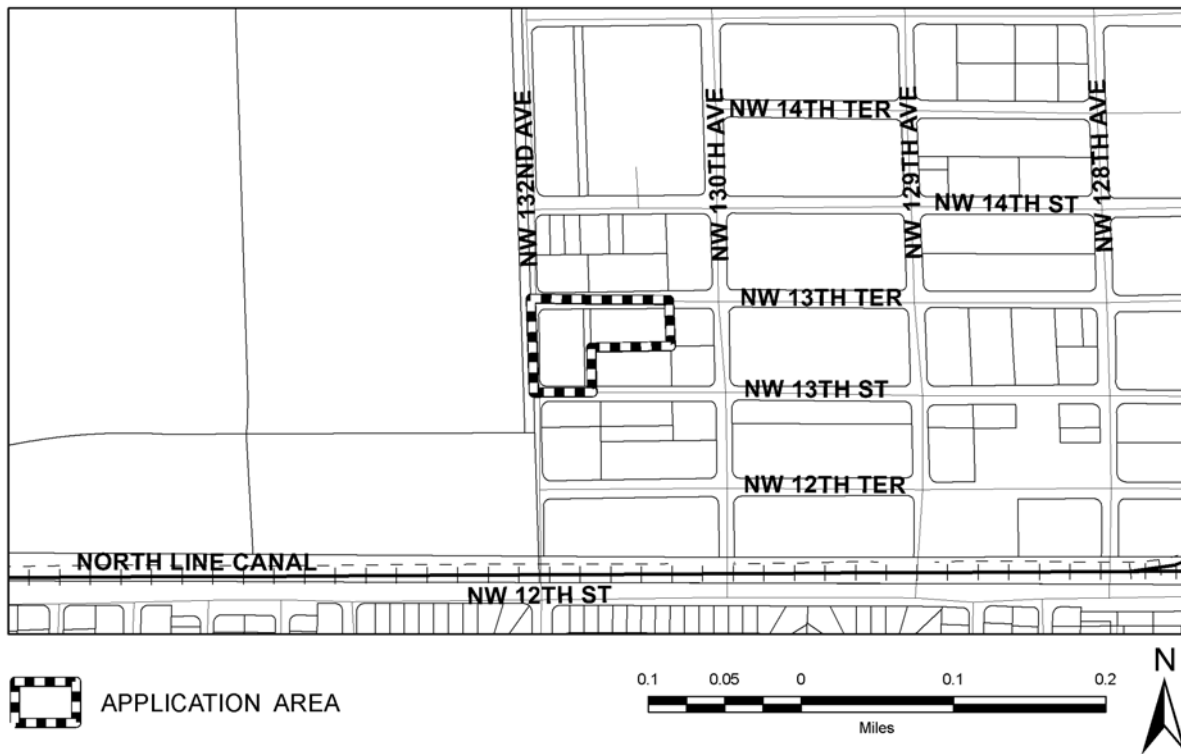 NW 132ND AVE
NW 130TH AVE
NW 129TH AVE
NW 128TH AVE
NW 14TH TER
NW 14TH ST
NW 13TH TER
NW 13TH ST
NW 12TH TER
NORTH LINE CANAL
NW 12TH ST
APPLICATION AREA
0.1 0.05 0 0.1 0.2
Miles
N